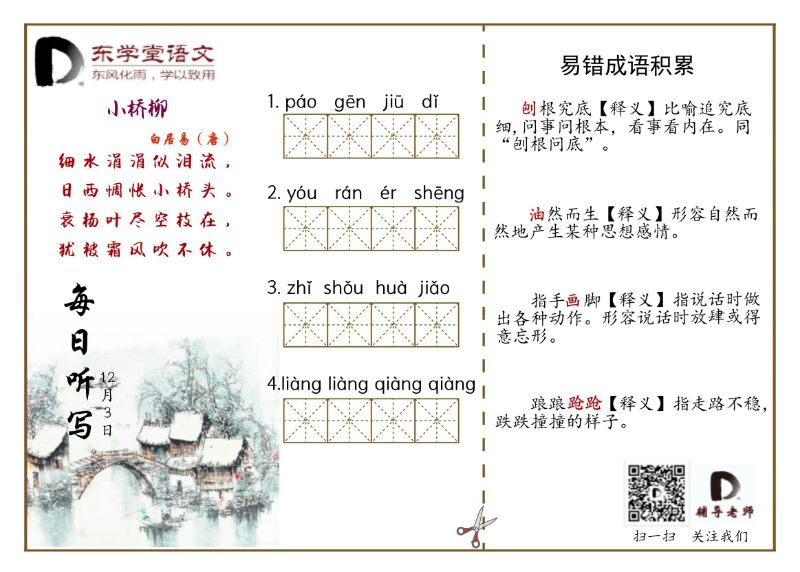 东学堂语文
东风化雨，学以致用
小桥柳
白居易（唐）
细水涓涓似泪流，
日西惆怅小桥头。
衰杨叶尽空枝在，
犹被霜风吹不休。
每日听写
12月3日
1. páo gēn jiū dǐ
2. yóu rán ér shēng
3. zhǐ shǒu huà jiǎo
4.liàng liàng qiàng qiàng
易错成语积累
刨根究底【释义】比喻追究底
细,问事问根本，看事看内在。同
“刨根问底”。
油然而生【释义】形容自然而
然地产生某种思想感情。
指手画脚【释义】指说话时做
出各种动作。形容说话时放肆或得
意忘形。
踉踉跄跄【释义】指走路不稳,
跌跌撞撞的样子。
辅导老师
扫一扫 关注我们